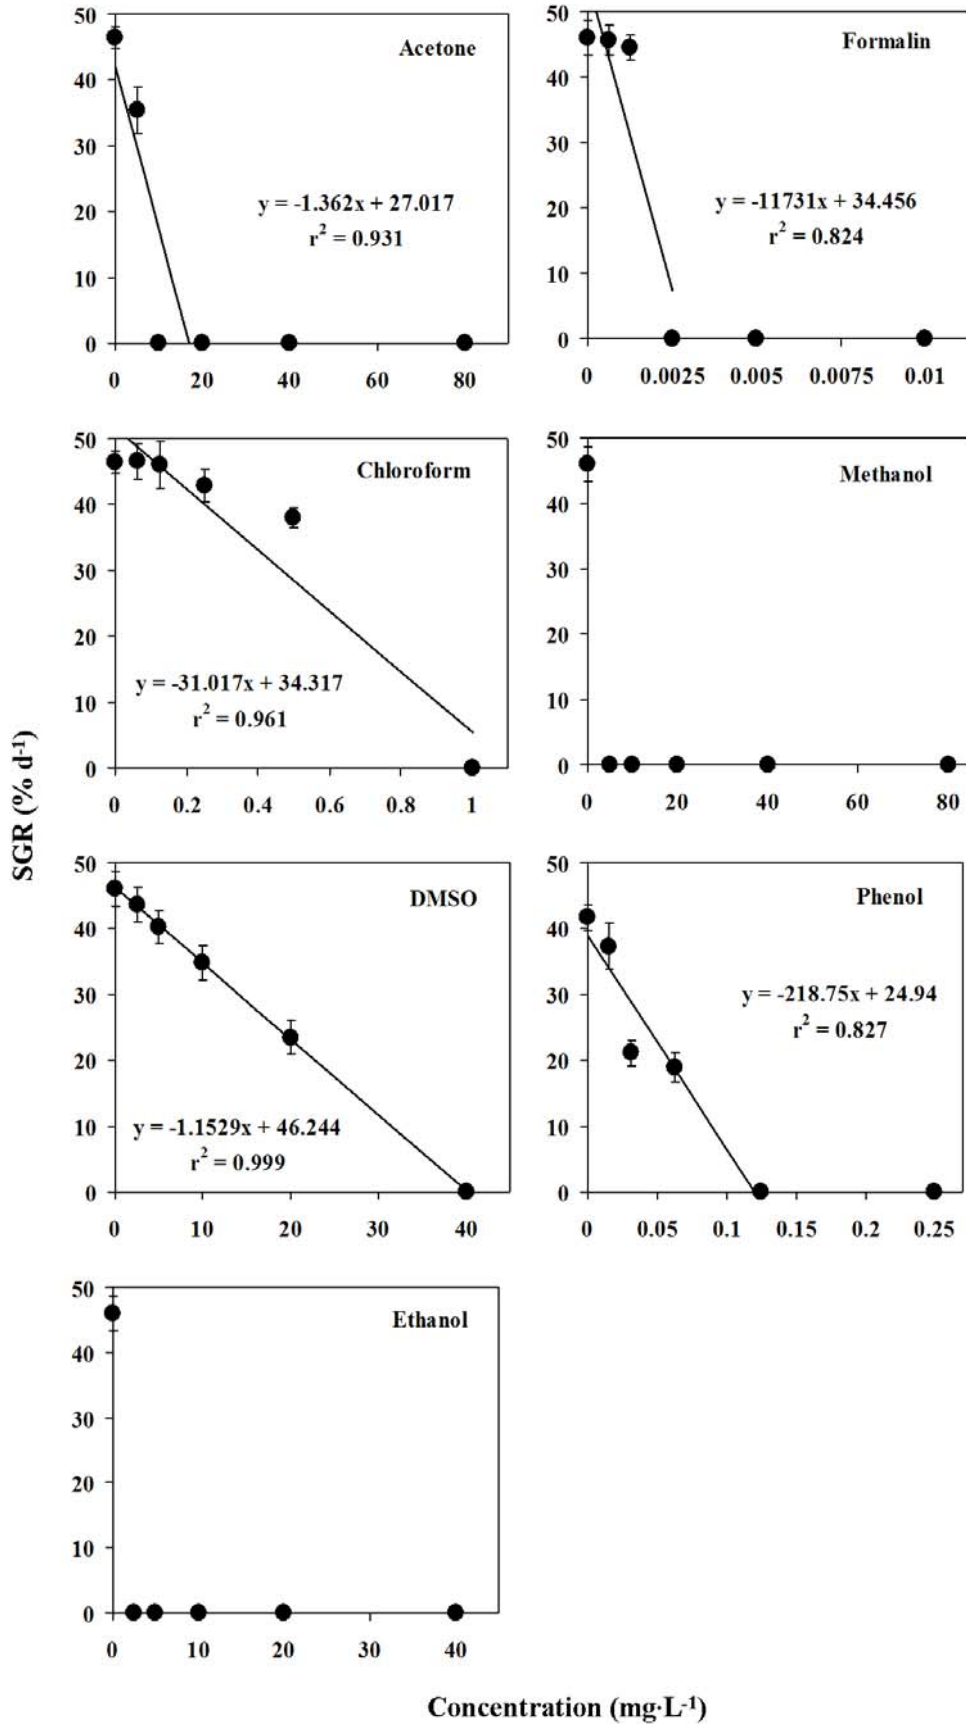 50
Acetone
40
30
y = -1.362x + 27.017
20
r² = 0.931
10
0
0 20 40 60 80
50
Formalin
40
30
y = -11731x + 34.456
20
r² = 0.824
10
0
0 0.0025 0.005 0.0075 0.01
50
Chloroform
40
30
20
y = -31.017x + 34.317
10
r² = 0.961
0
0 0.2 0.4 0.6 0.8 1
50
Methanol
40
30
20
10
0
0 20 40 60 80
SGR (% d⁻¹)
50
DMSO
40
30
20
10
y = -1.1529x + 46.244
r² = 0.999
0
0 10 20 30 40
50
Phenol
40
30
y = -218.75x + 24.94
r² = 0.827
20
10
0
0 0.05 0.1 0.15 0.2 0.25
50
Ethanol
40
30
20
10
0
0 10 20 30 40
Concentration (mg·L⁻¹)